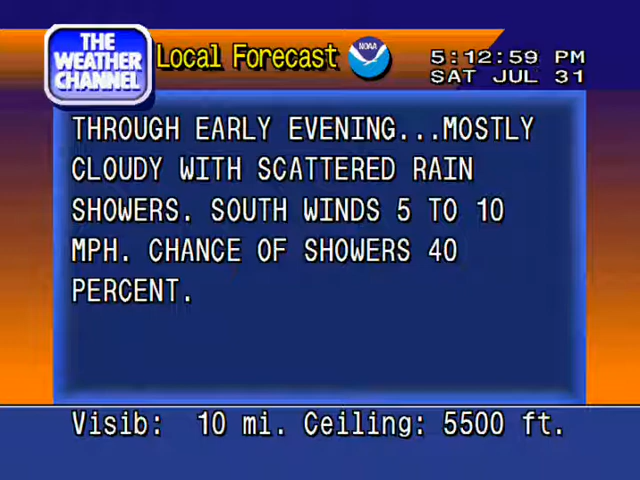 THE
WEATHER
CHANNEL
Local Forecast
NOAA
5:12:59 PM
SAT JUL 31
THROUGH EARLY EVENING...MOSTLY
CLOUDY WITH SCATTERED RAIN
SHOWERS. SOUTH WINDS 5 TO 10
MPH. CHANCE OF SHOWERS 40
PERCENT.
Visib: 10 mi. Ceiling: 5500 ft.